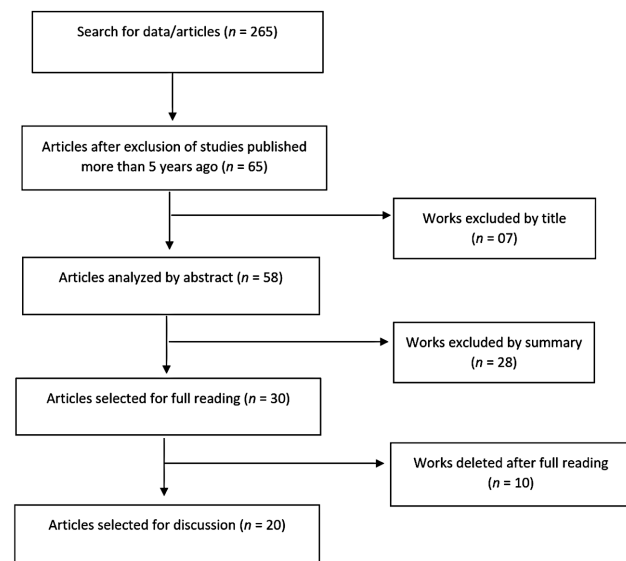 Search for data/articles (n = 265)
Articles after exclusion of studies published
more than 5 years ago (n = 65)
Works excluded by title
(n = 07)
Articles analyzed by abstract (n = 58)
Works excluded by summary
(n = 28)
Articles selected for full reading (n = 30)
Works deleted after full reading
(n = 10)
Articles selected for discussion (n = 20)